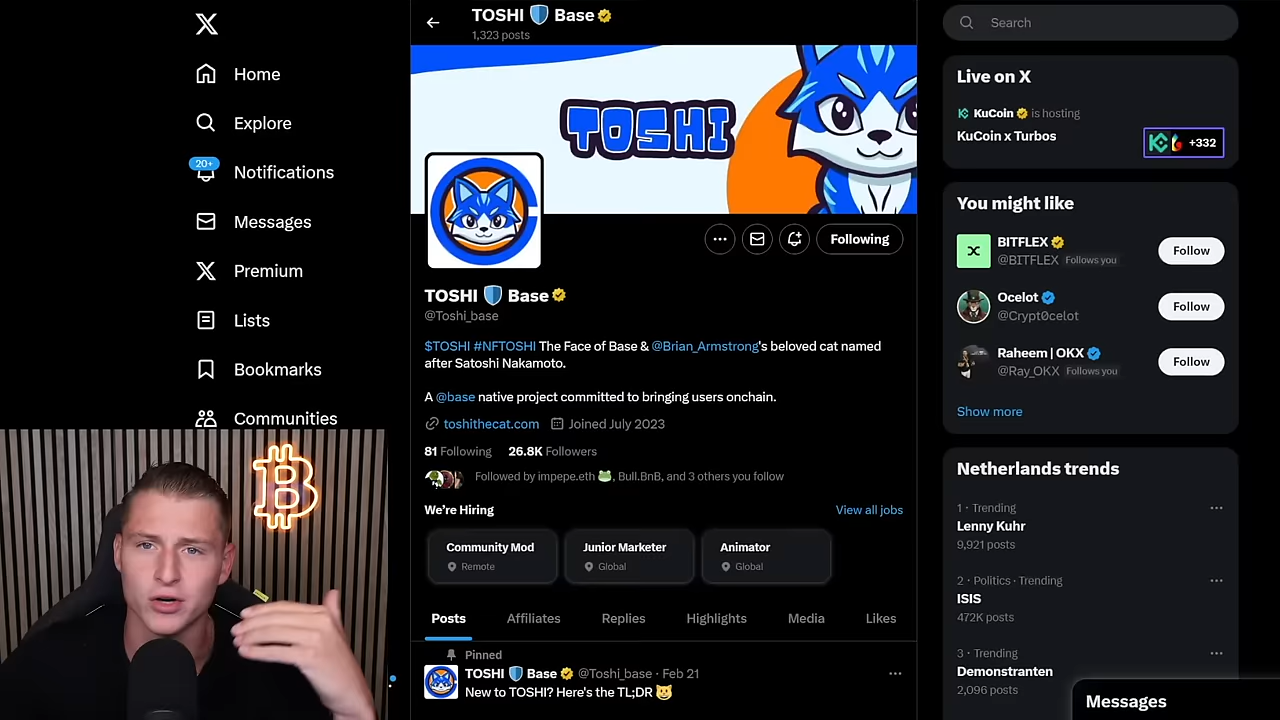 Home
Explore
20+
Notifications
Messages
Premium
Lists
Bookmarks
Communities
TOSHI 🛡️ Base
1,323 posts
TOSHI
Following
TOSHI 🛡️ Base
@Toshi_base
$TOSHI #NFTOSHI The Face of Base & @Brian_Armstrong's beloved cat named
after Satoshi Nakamoto.
A @base native project committed to bringing users onchain.
toshithecat.com Joined July 2023
81 Following 26.8K Followers
Followed by impepe.eth 🐸, Bull.BnB, and 3 others you follow
We're Hiring View all jobs
Community Mod
Remote
Junior Marketer
Global
Animator
Global
Posts Affiliates Replies Highlights Media Likes
Pinned
TOSHI 🛡️ Base @Toshi_base · Feb 21
New to TOSHI? Here's the TL;DR 😺
Search
Live on X
KuCoin is hosting
KuCoin x Turbos
+332
You might like
BITFLEX
@BITFLEX Follows you
Follow
Ocelot
@Crypt0celot
Follow
Raheem | OKX
@Ray_OKX Follows you
Follow
Show more
Netherlands trends
1 · Trending
Lenny Kuhr
9,921 posts
2 · Politics · Trending
ISIS
472K posts
3 · Trending
Demonstranten
2,096 posts
Messages